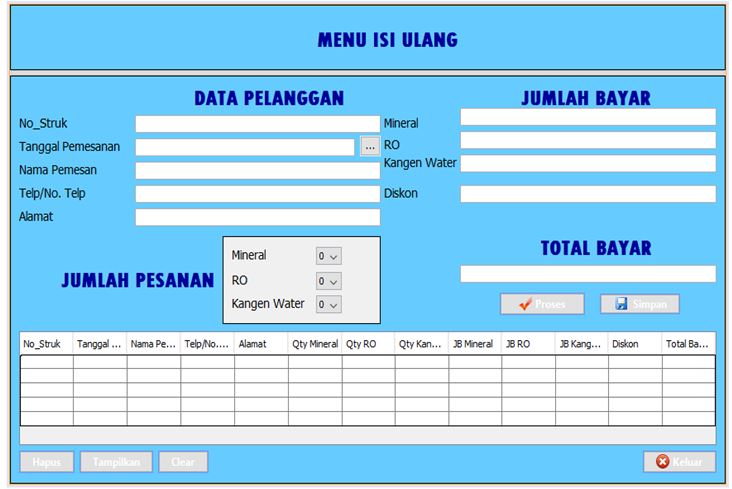 MENU ISI ULANG
DATA PELANGGAN
No_Struk
Tanggal Pemesanan ...
Nama Pemesan
Telp/No. Telp
Alamat
JUMLAH BAYAR
Mineral
RO
Kangen Water
Diskon
JUMLAH PESANAN
Mineral 0
RO 0
Kangen Water 0
TOTAL BAYAR
Proses Simpan
No_Struk Tanggal ... Nama Pe... Telp/No.... Alamat Qty Mineral Qty RO Qty Kan... JB Mineral JB RO JB Kang... Diskon Total Ba...
Hapus Tampilkan Clear Keluar